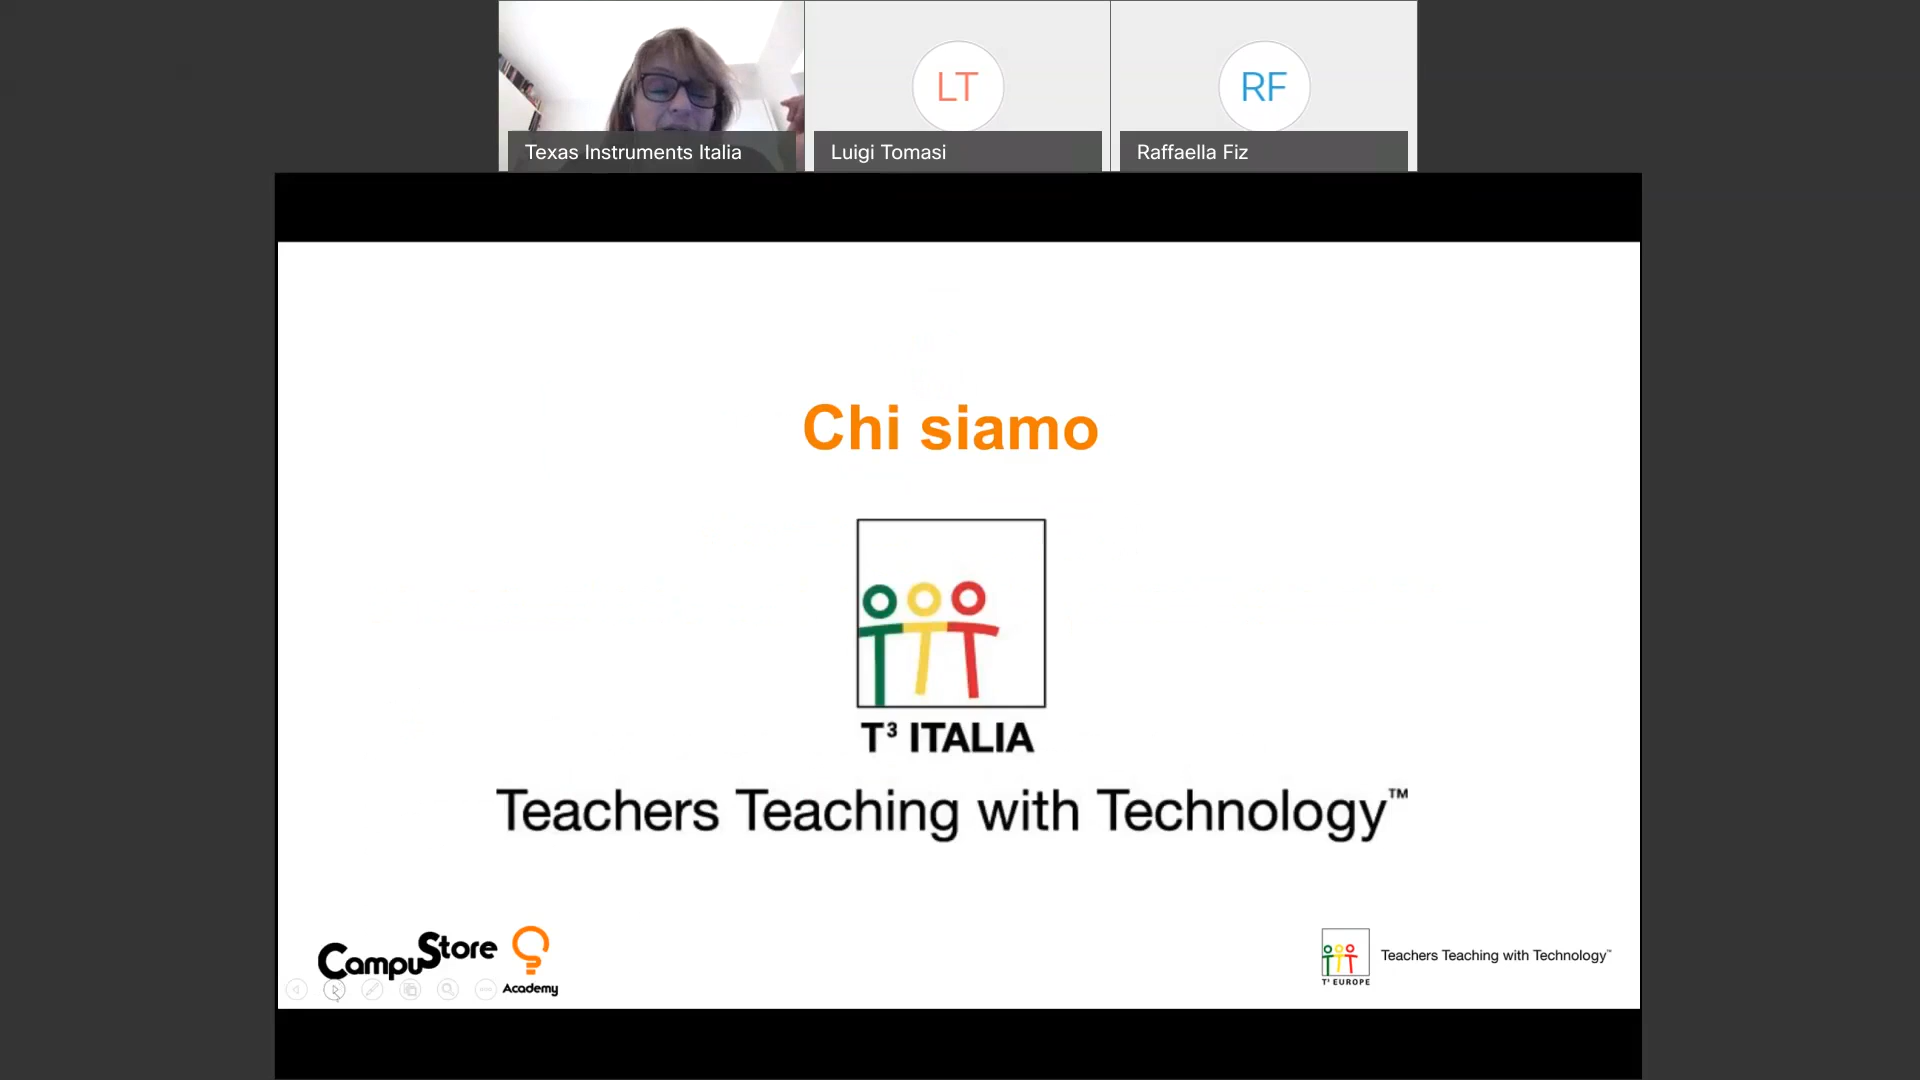 LT
RF
Texas Instruments Italia
Luigi Tomasi
Raffaella Fiz
Chi siamo
T³ ITALIA
Teachers Teaching with Technology™
CampuStore
Academy
Teachers Teaching with Technology™
T³ EUROPE